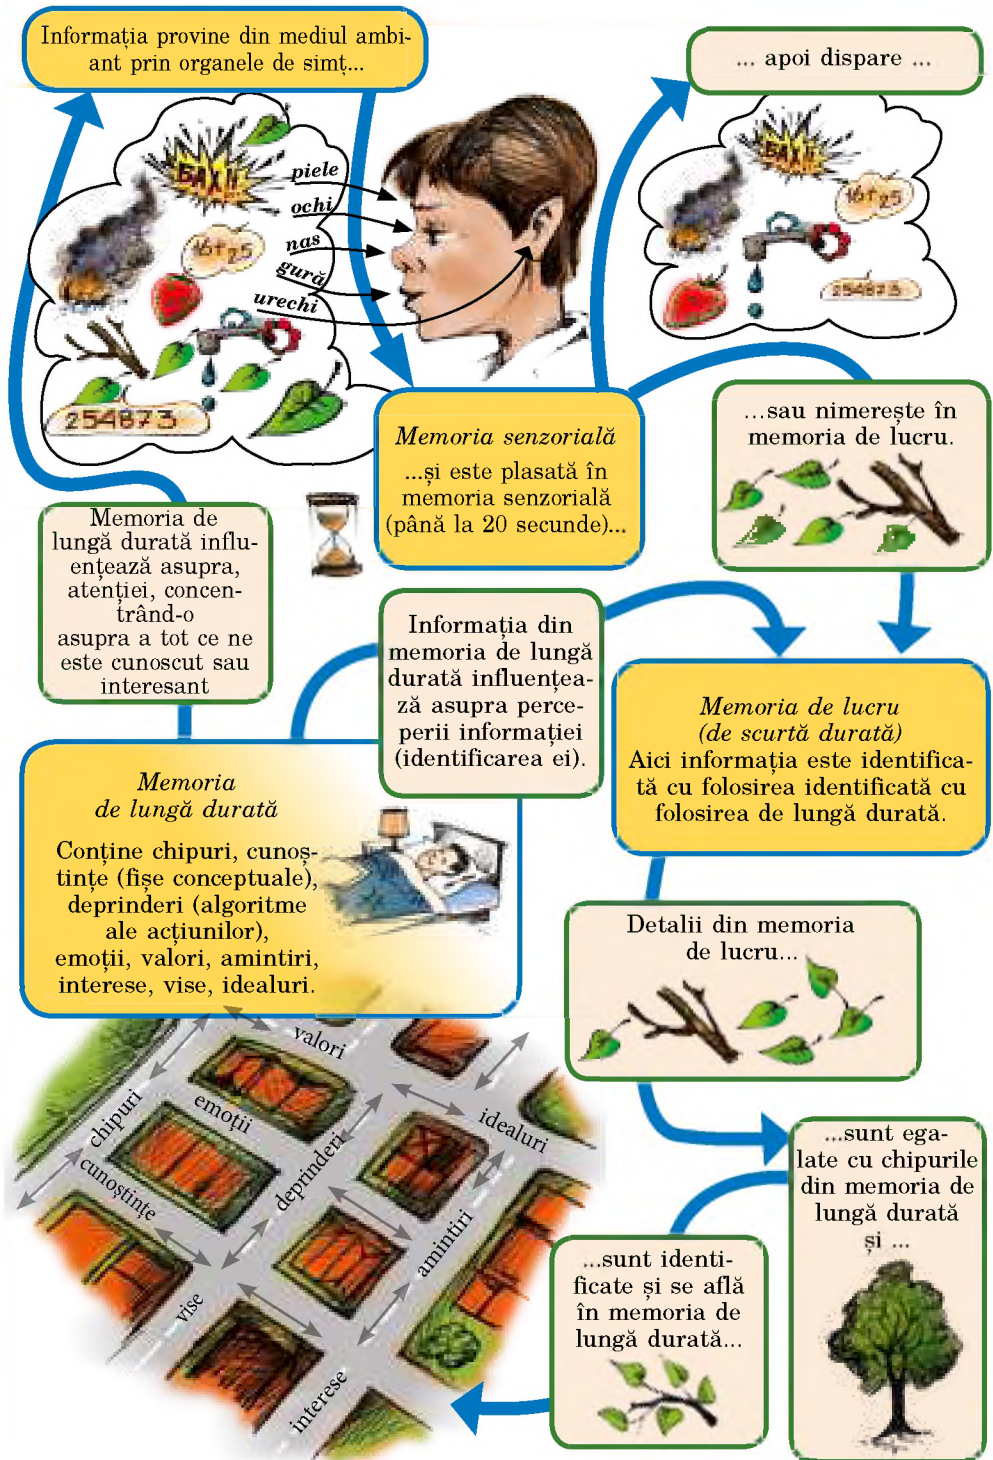 Informația provine din mediul ambi-
ant prin organele de simț...
... apoi dispare ...
БАХ!!
16+25
254873
piele
ochi
nas
gură
urechi
БАХ!!
16+25
254873
Memoria senzorială
...și este plasată în
memoria senzorială
(până la 20 secunde)...
...sau nimerește în
memoria de lucru.
Memoria de
lungă durată influ-
ențează asupra,
atenției, concen-
trând-o
asupra a tot ce ne
este cunoscut sau
interesant
Informația din
memoria de lungă
durată influențea-
ză asupra perce-
perii informației
(identificarea ei).
Memoria de lucru
(de scurtă durată)
Aici informația este identifica-
tă cu folosirea identificată cu
folosirea de lungă durată.
Memoria
de lungă durată
Conține chipuri, cunoș-
tințe (fișe conceptuale),
deprinderi (algoritme
ale acțiunilor),
emoții, valori, amintiri,
interese, vise, idealuri.
Detalii din memoria
de lucru...
...sunt ega-
late cu chipurile
din memoria de
lungă durată
și ...
...sunt identi-
ficate și se află
în memoria de
lungă durată...
valori
chipuri
emoții
idealuri
deprinderi
cunoștințe
amintiri
vise
interese